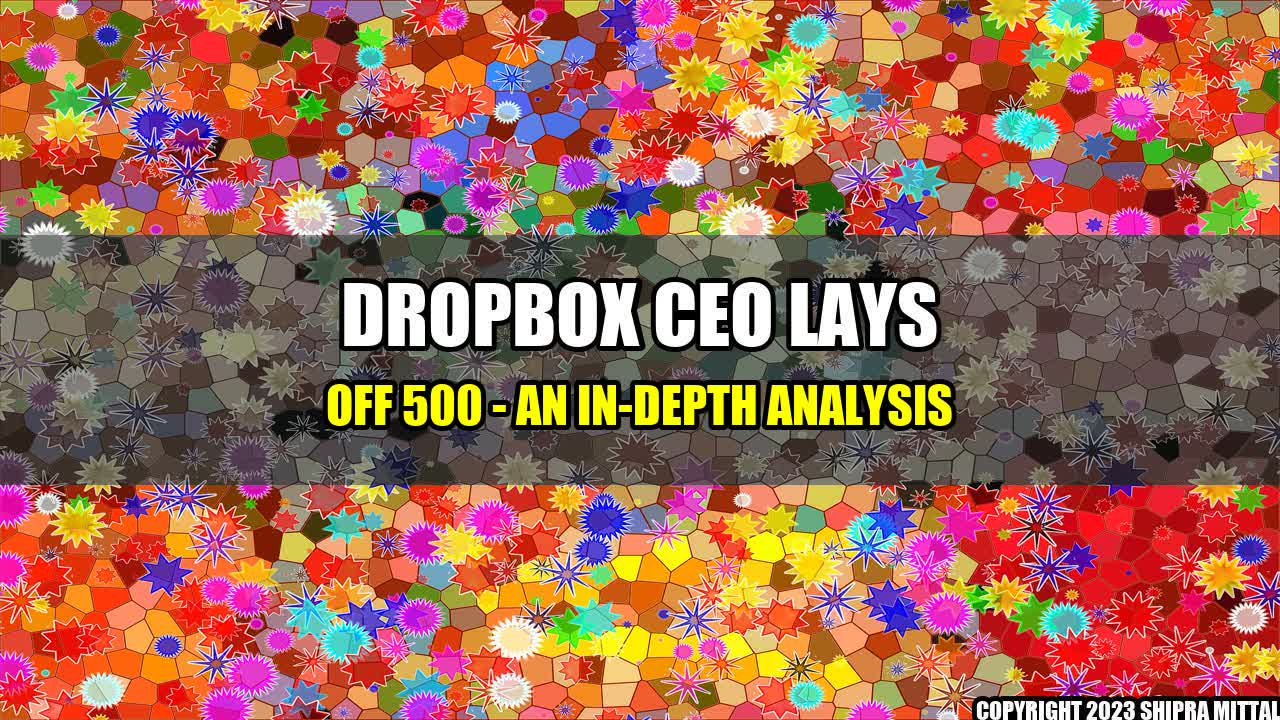 DROPBOX CEO LAYS
OFF 500 - AN IN-DEPTH ANALYSIS
COPYRIGHT 2023 SHIPRA MITTAL